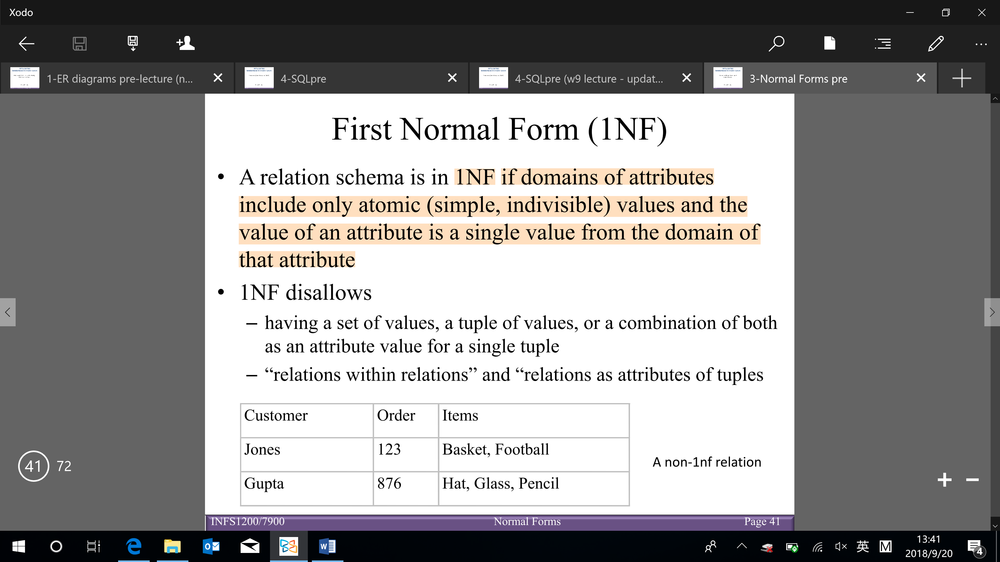 Xodo
1-ER diagrams pre-lecture (n...
4-SQLpre
4-SQLpre (w9 lecture - updat...
3-Normal Forms pre
First Normal Form (1NF)
• A relation schema is in 1NF if domains of attributes
include only atomic (simple, indivisible) values and the
value of an attribute is a single value from the domain of
that attribute
• 1NF disallows
– having a set of values, a tuple of values, or a combination of both
as an attribute value for a single tuple
– “relations within relations” and “relations as attributes of tuples
Customer Order Items
Jones 123 Basket, Football
Gupta 876 Hat, Glass, Pencil
A non-1nf relation
41 72
INFS1200/7900 Normal Forms Page 41
英 M
13:41
2018/9/20
4